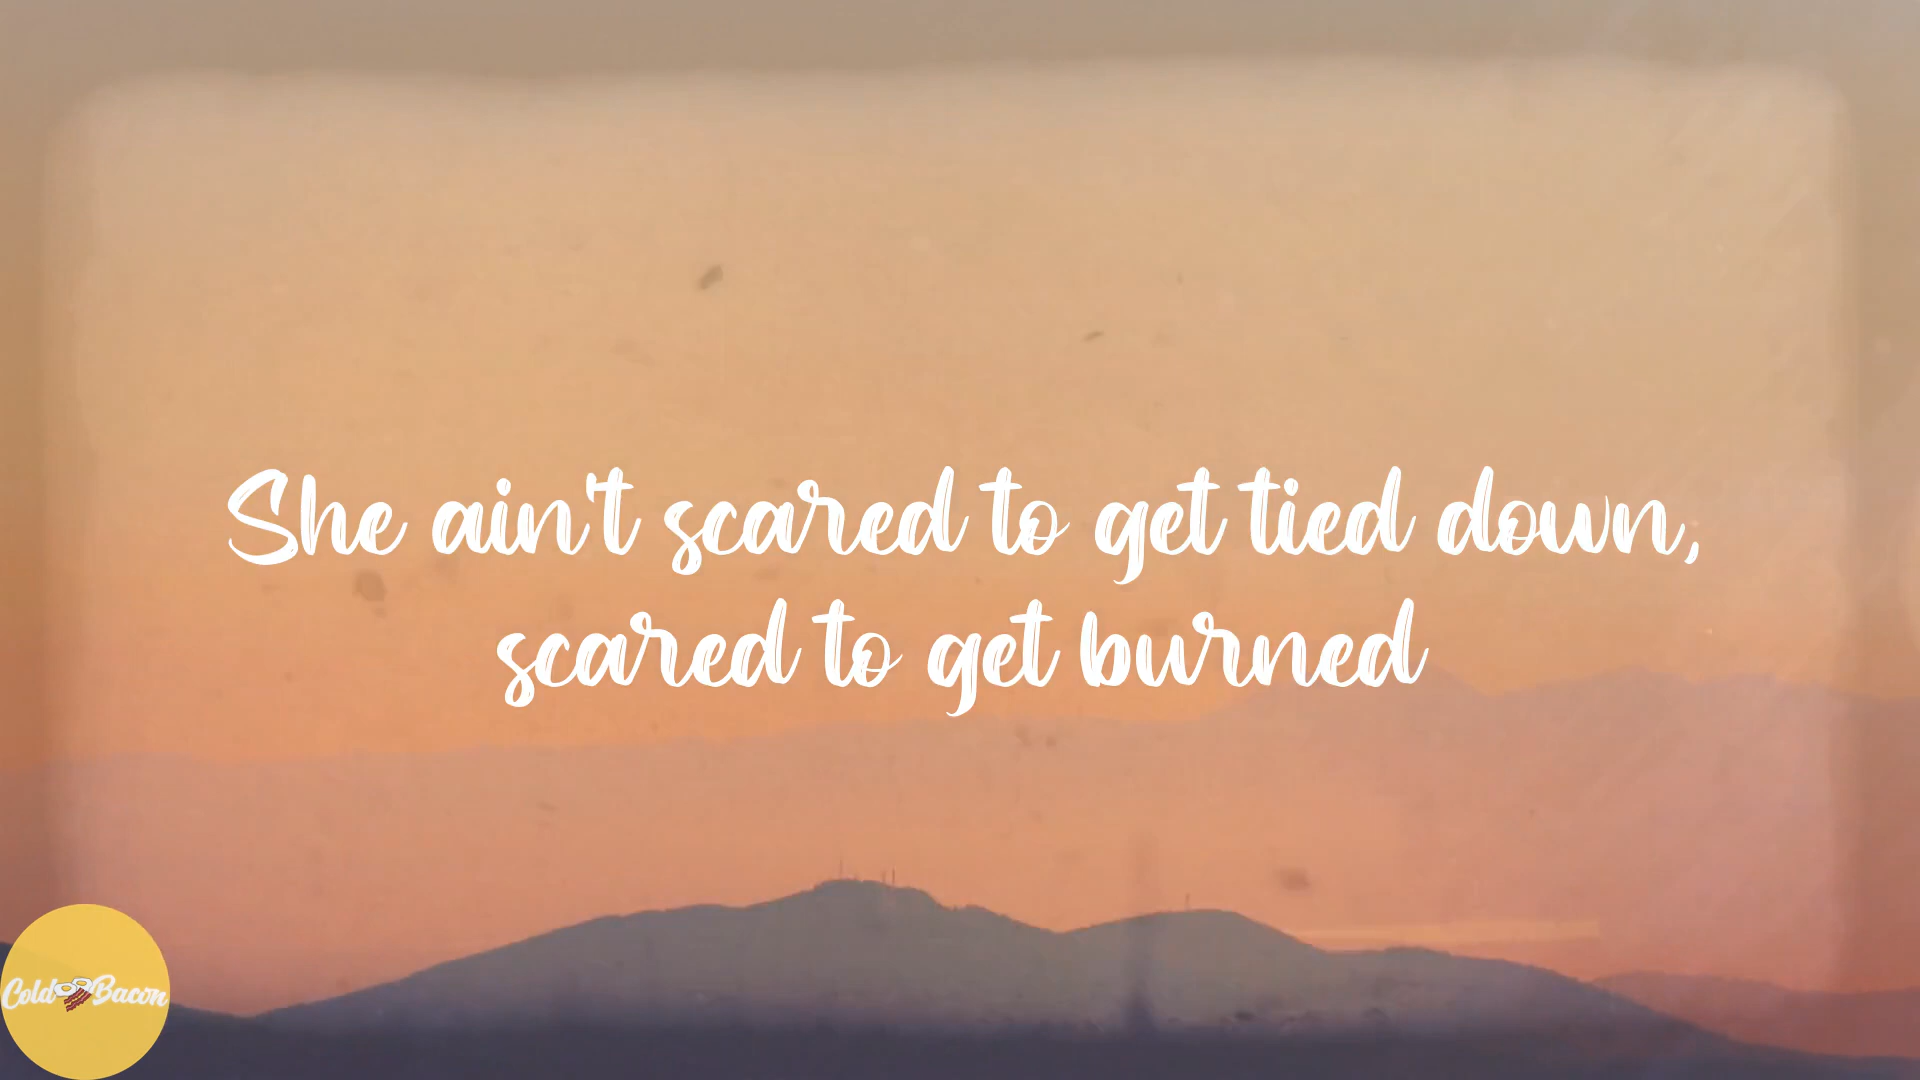 She ain't scared to get tied down,
scared to get burned
Cold Bacon